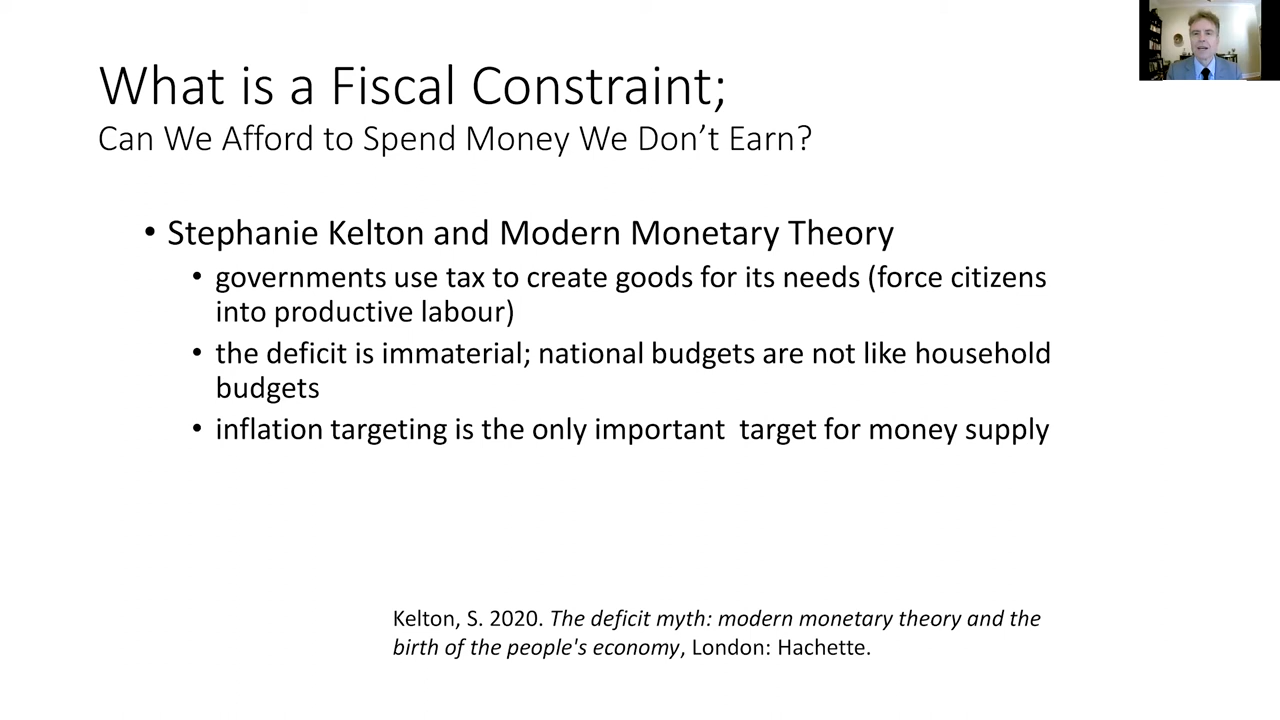 What is a Fiscal Constraint;
Can We Afford to Spend Money We Don’t Earn?
• Stephanie Kelton and Modern Monetary Theory
• governments use tax to create goods for its needs (force citizens
into productive labour)
• the deficit is immaterial; national budgets are not like household
budgets
• inflation targeting is the only important  target for money supply
Kelton, S. 2020. The deficit myth: modern monetary theory and the
birth of the people's economy, London: Hachette.